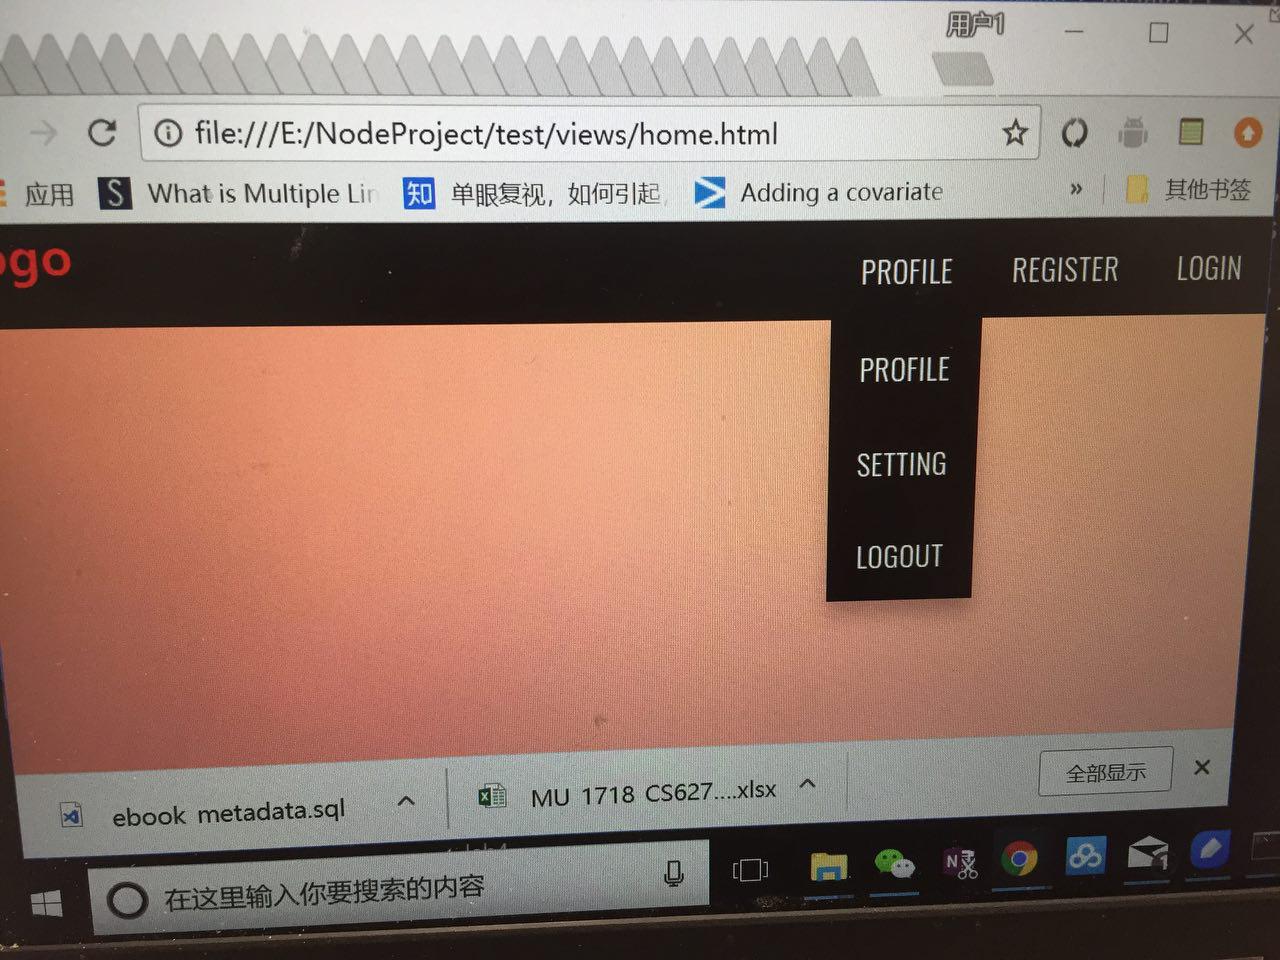 用户1
file:///E:/NodeProject/test/views/home.html
应用 What is Multiple Lin 单眼复视，如何引起 Adding a covariate » 其他书签
ogo PROFILE REGISTER LOGIN
PROFILE
SETTING
LOGOUT
ebook metadata.sql MU 1718 CS627....xlsx 全部显示
在这里输入你要搜索的内容